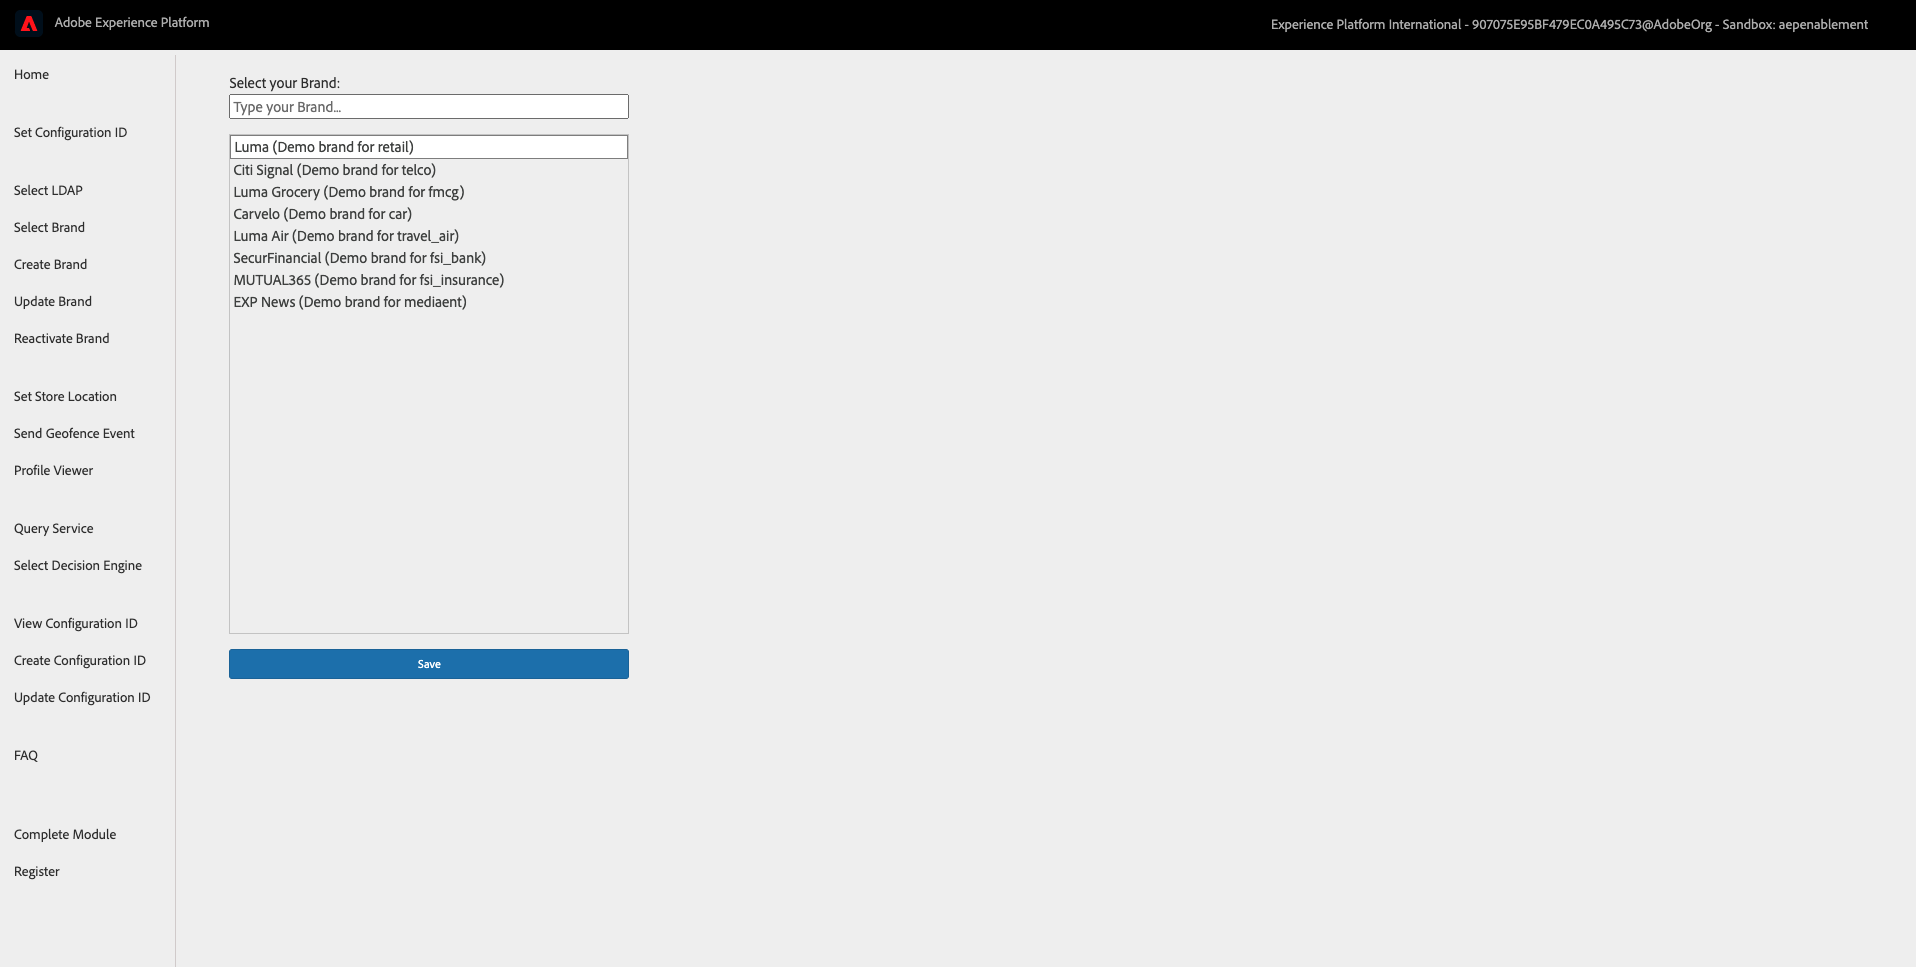 Adobe Experience Platform
Experience Platform International - 907075E95BF479EC0A495C73@AdobeOrg - Sandbox: aepenablement
Home
Set Configuration ID
Select LDAP
Select Brand
Create Brand
Update Brand
Reactivate Brand
Set Store Location
Send Geofence Event
Profile Viewer
Query Service
Select Decision Engine
View Configuration ID
Create Configuration ID
Update Configuration ID
FAQ
Complete Module
Register
Select your Brand:
Type your Brand...
Luma (Demo brand for retail)
Citi Signal (Demo brand for telco)
Luma Grocery (Demo brand for fmcg)
Carvelo (Demo brand for car)
Luma Air (Demo brand for travel_air)
SecurFinancial (Demo brand for fsi_bank)
MUTUAL365 (Demo brand for fsi_insurance)
EXP News (Demo brand for mediaent)
Save